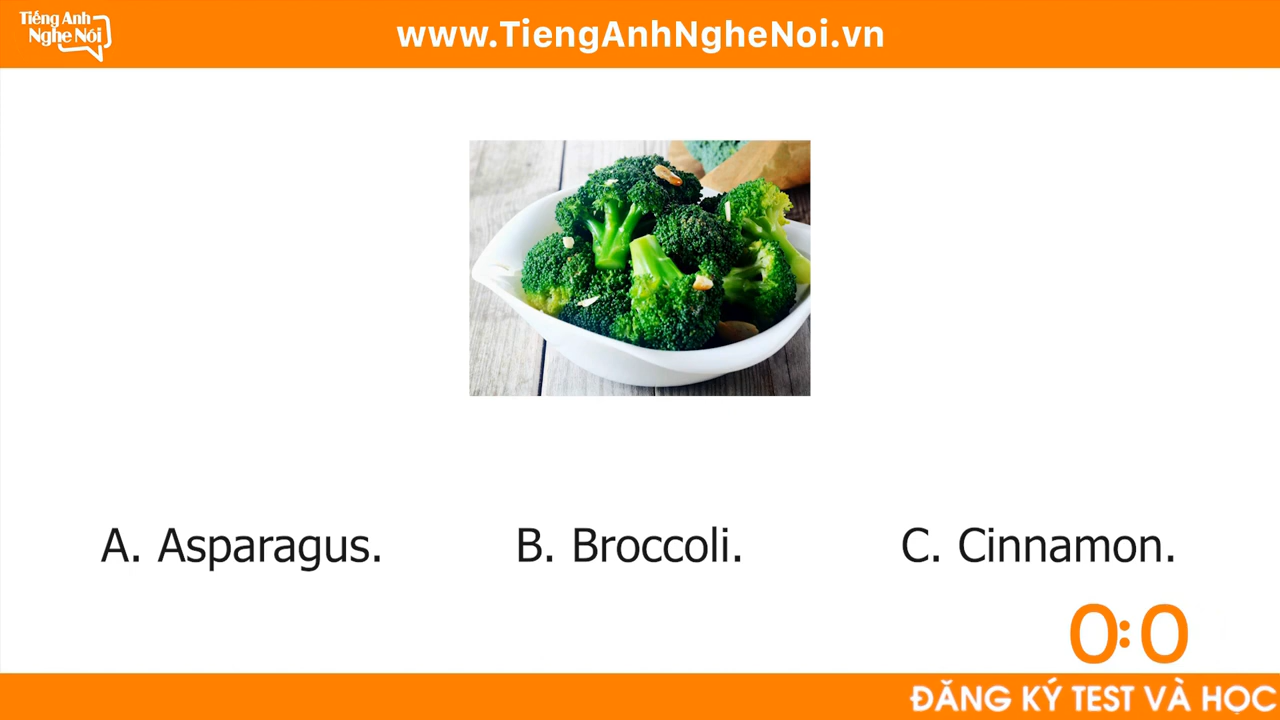 Tiếng Anh
Nghe Nói
www.TiengAnhNgheNoi.vn
A. Asparagus.
B. Broccoli.
C. Cinnamon.
0:0
ĐĂNG KÝ TEST VÀ HỌC